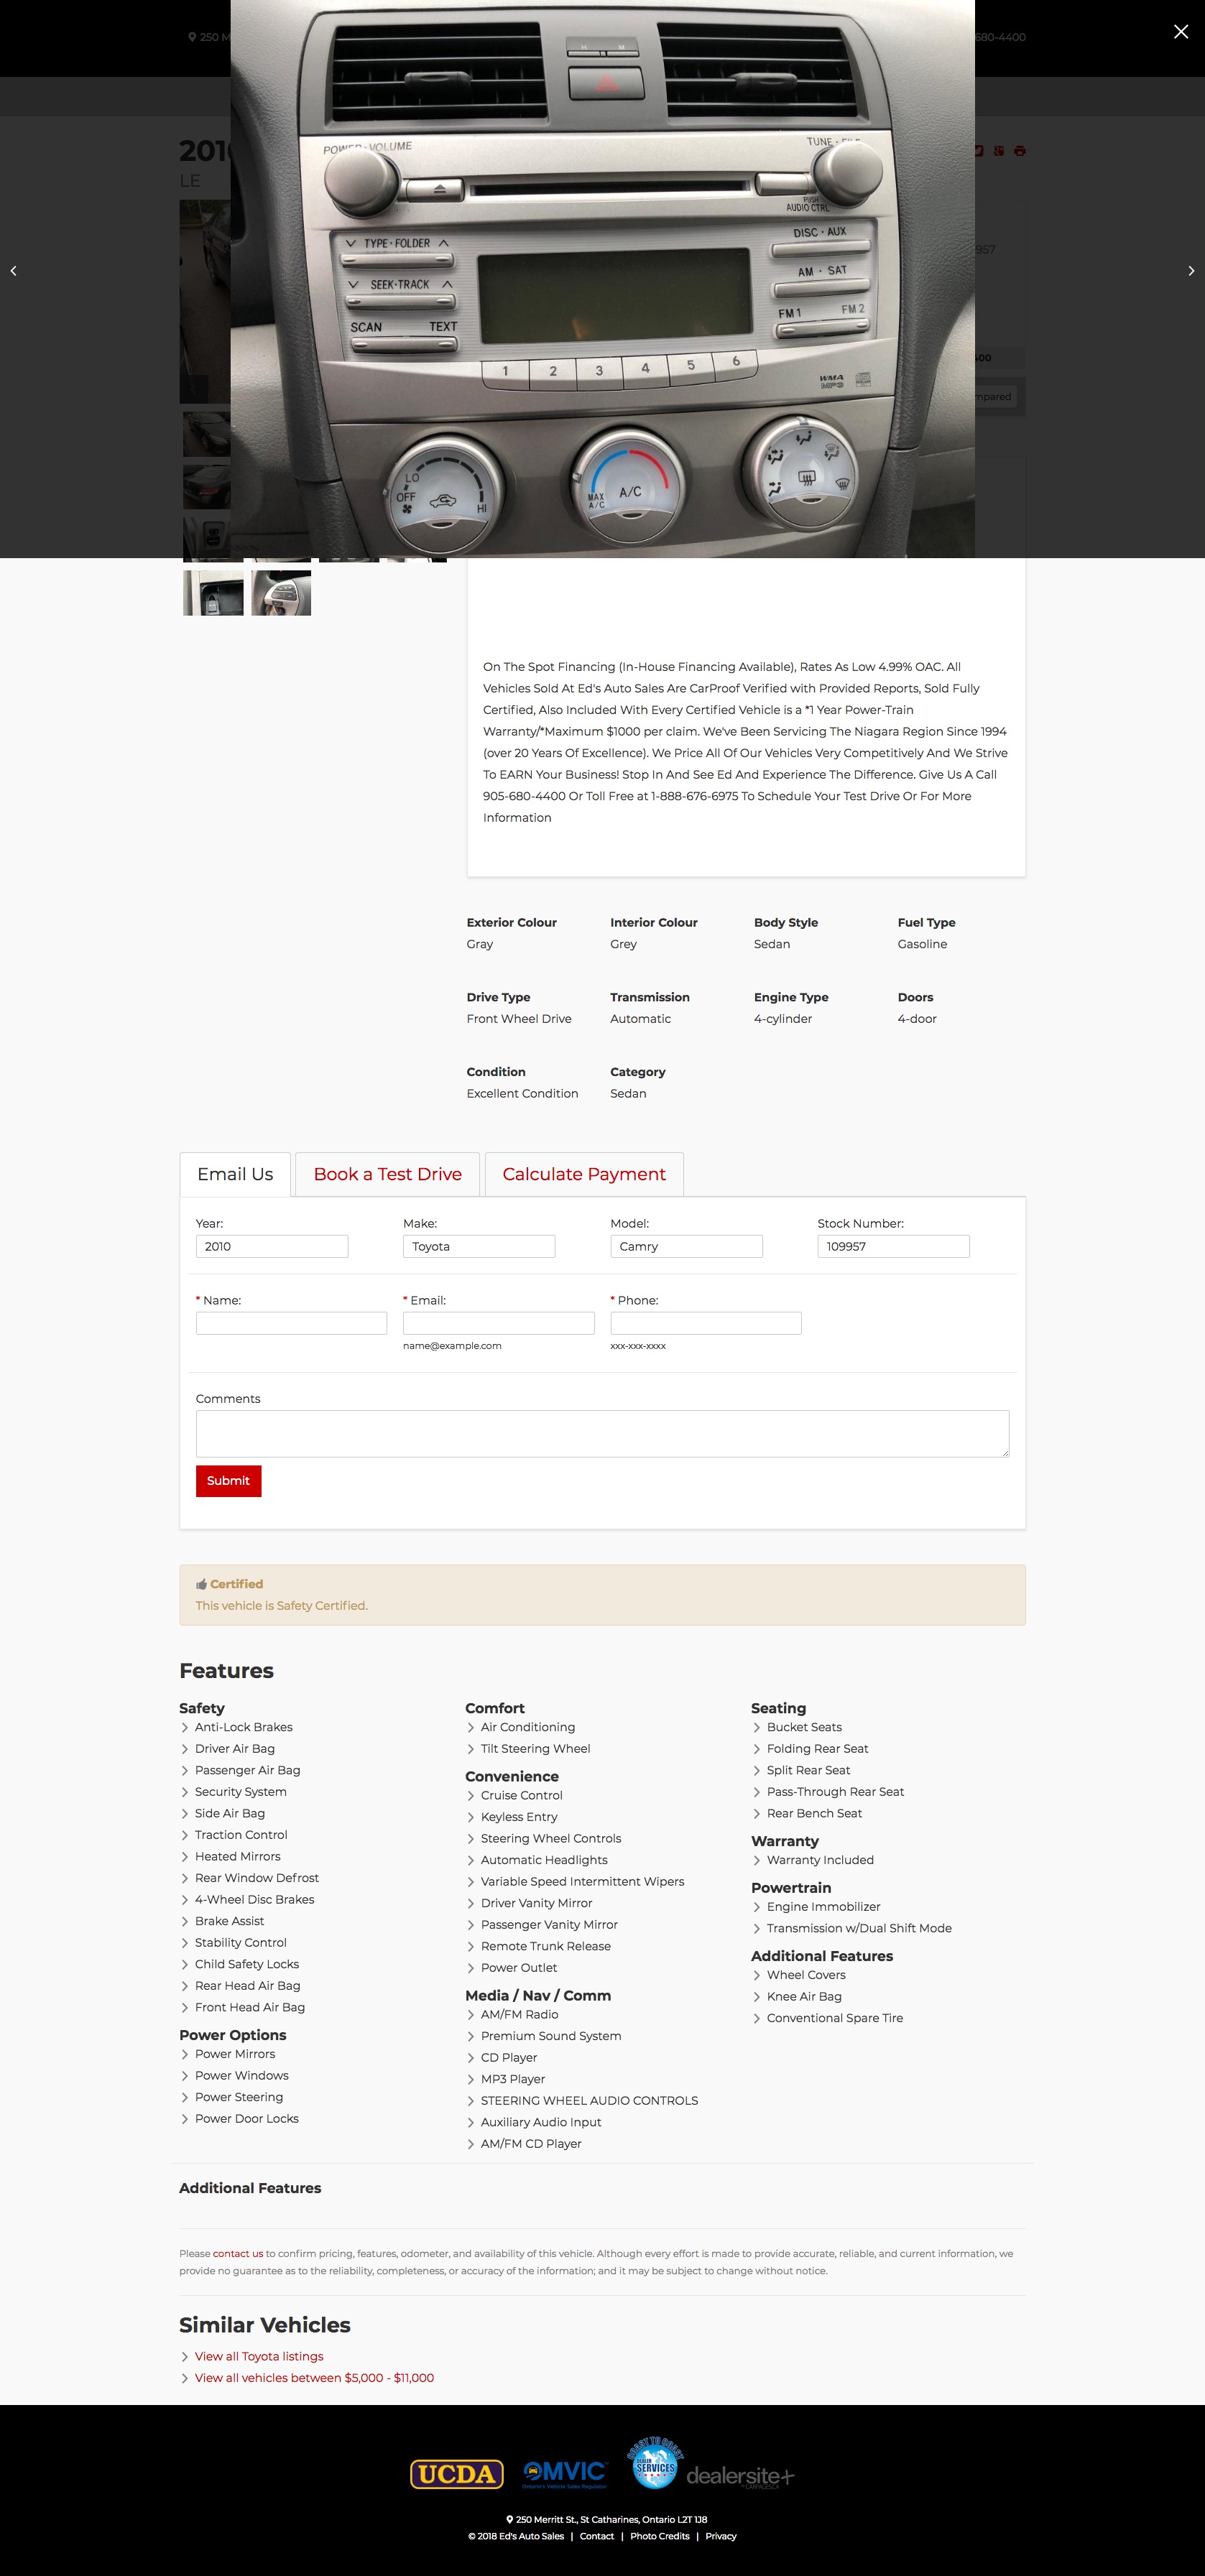 250 M
680-4400
2010
LE
957
400
mpared
H M
POWER·VOLUME
TUNE·FILE
PUSH
AUDIO CTRL
TYPE·FOLDER
DISC·AUX
SEEK·TRACK
AM·SAT
SCAN TEXT
FM1 FM2
1 2 3 4 5 6
WMA
MP3
LO
OFF
HI
MAX
A/C
A/C
On The Spot Financing (In-House Financing Available), Rates As Low 4.99% OAC. All
Vehicles Sold At Ed's Auto Sales Are CarProof Verified with Provided Reports, Sold Fully
Certified, Also Included With Every Certified Vehicle is a *1 Year Power-Train
Warranty/*Maximum $1000 per claim. We've Been Servicing The Niagara Region Since 1994
(over 20 Years Of Excellence). We Price All Of Our Vehicles Very Competitively And We Strive
To EARN Your Business! Stop In And See Ed And Experience The Difference. Give Us A Call
905-680-4400 Or Toll Free at 1-888-676-6975 To Schedule Your Test Drive Or For More
Information
Exterior Colour Interior Colour Body Style Fuel Type
Gray Grey Sedan Gasoline
Drive Type Transmission Engine Type Doors
Front Wheel Drive Automatic 4-cylinder 4-door
Condition Category
Excellent Condition Sedan
Email Us Book a Test Drive Calculate Payment
Year: Make: Model: Stock Number:
2010 Toyota Camry 109957
* Name: * Email: * Phone:
name@example.com xxx-xxx-xxxx
Comments
Submit
Certified
This vehicle is Safety Certified.
Features
Safety
Anti-Lock Brakes
Driver Air Bag
Passenger Air Bag
Security System
Side Air Bag
Traction Control
Heated Mirrors
Rear Window Defrost
4-Wheel Disc Brakes
Brake Assist
Stability Control
Child Safety Locks
Rear Head Air Bag
Front Head Air Bag
Power Options
Power Mirrors
Power Windows
Power Steering
Power Door Locks
Comfort
Air Conditioning
Tilt Steering Wheel
Convenience
Cruise Control
Keyless Entry
Steering Wheel Controls
Automatic Headlights
Variable Speed Intermittent Wipers
Driver Vanity Mirror
Passenger Vanity Mirror
Remote Trunk Release
Power Outlet
Media / Nav / Comm
AM/FM Radio
Premium Sound System
CD Player
MP3 Player
STEERING WHEEL AUDIO CONTROLS
Auxiliary Audio Input
AM/FM CD Player
Seating
Bucket Seats
Folding Rear Seat
Split Rear Seat
Pass-Through Rear Seat
Rear Bench Seat
Warranty
Warranty Included
Powertrain
Engine Immobilizer
Transmission w/Dual Shift Mode
Additional Features
Wheel Covers
Knee Air Bag
Conventional Spare Tire
Additional Features
Please contact us to confirm pricing, features, odometer, and availability of this vehicle. Although every effort is made to provide accurate, reliable, and current information, we
provide no guarantee as to the reliability, completeness, or accuracy of the information; and it may be subject to change without notice.
Similar Vehicles
View all Toyota listings
View all vehicles between $5,000 - $11,000
UCDA
OMVIC
Ontario's Vehicle Sales Regulator
COAST TO COAST
DEALER
SERVICES
dealersite+
BY CARPAGES.CA
250 Merritt St., St Catharines, Ontario L2T 1J8
© 2018 Ed's Auto Sales | Contact | Photo Credits | Privacy